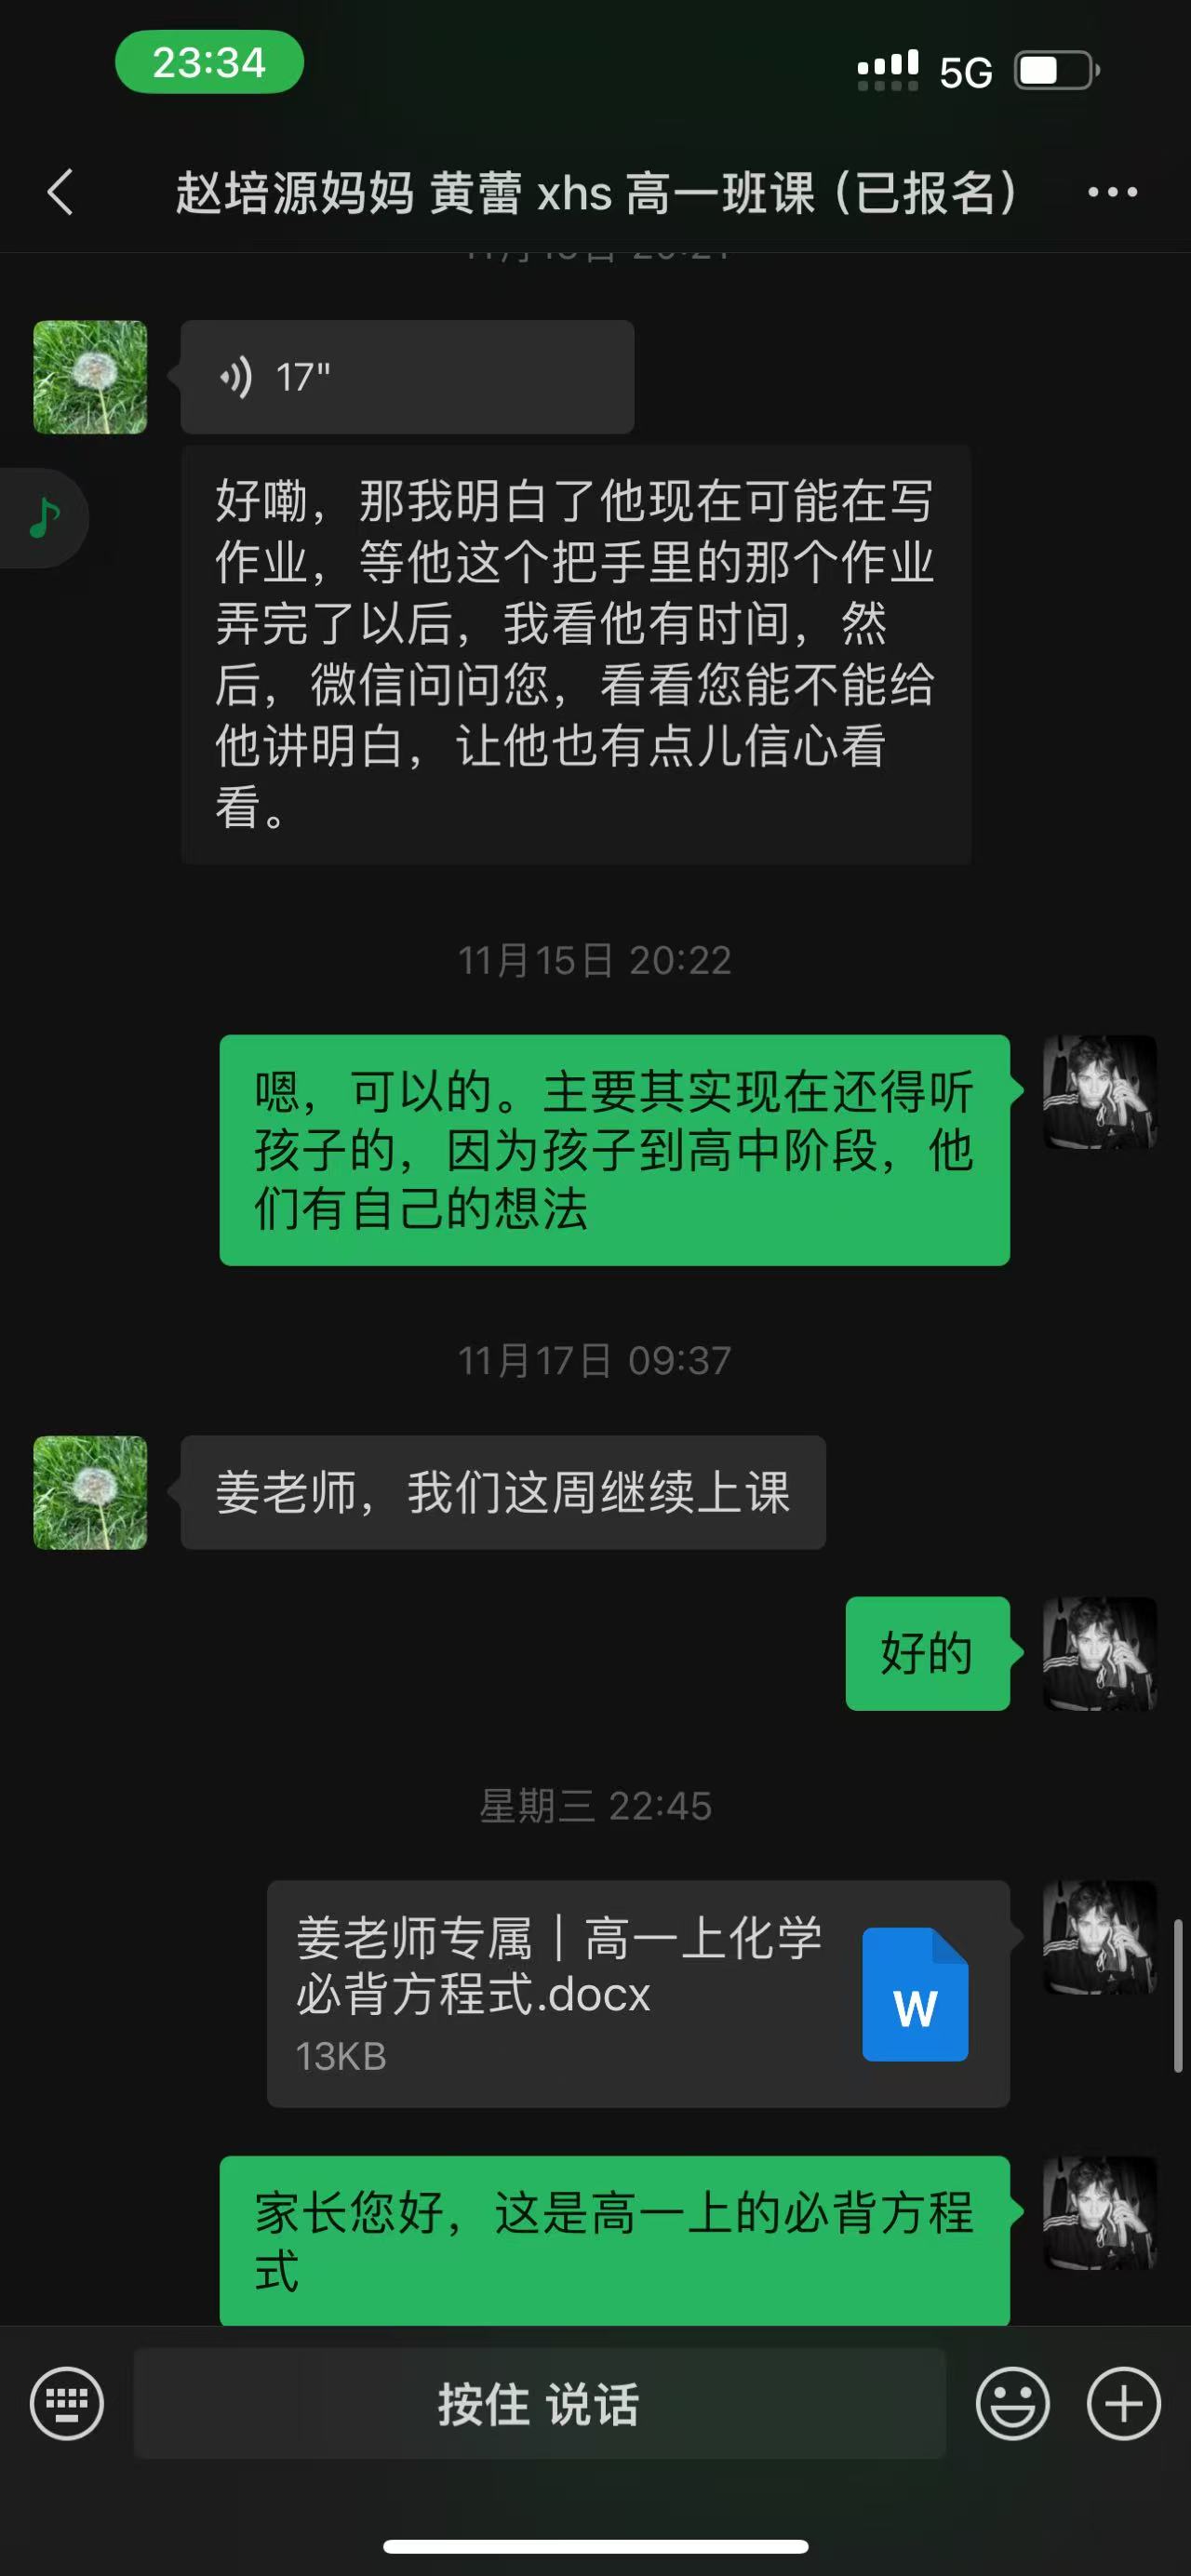 23:34
5G
赵培源妈妈 黄蕾 xhs 高一班课（已报名）
17"
好嘞，那我明白了他现在可能在写
作业，等他这个把手里的那个作业
弄完了以后，我看他有时间，然
后，微信问问您，看看您能不能给
他讲明白，让他也有点儿信心看
看。
11月15日 20:22
嗯，可以的。主要其实现在还得听
孩子的，因为孩子到高中阶段，他
们有自己的想法
11月17日 09:37
姜老师，我们这周继续上课
好的
星期三 22:45
姜老师专属｜高一上化学
必背方程式.docx
W
13KB
家长您好，这是高一上的必背方程
式
按住 说话